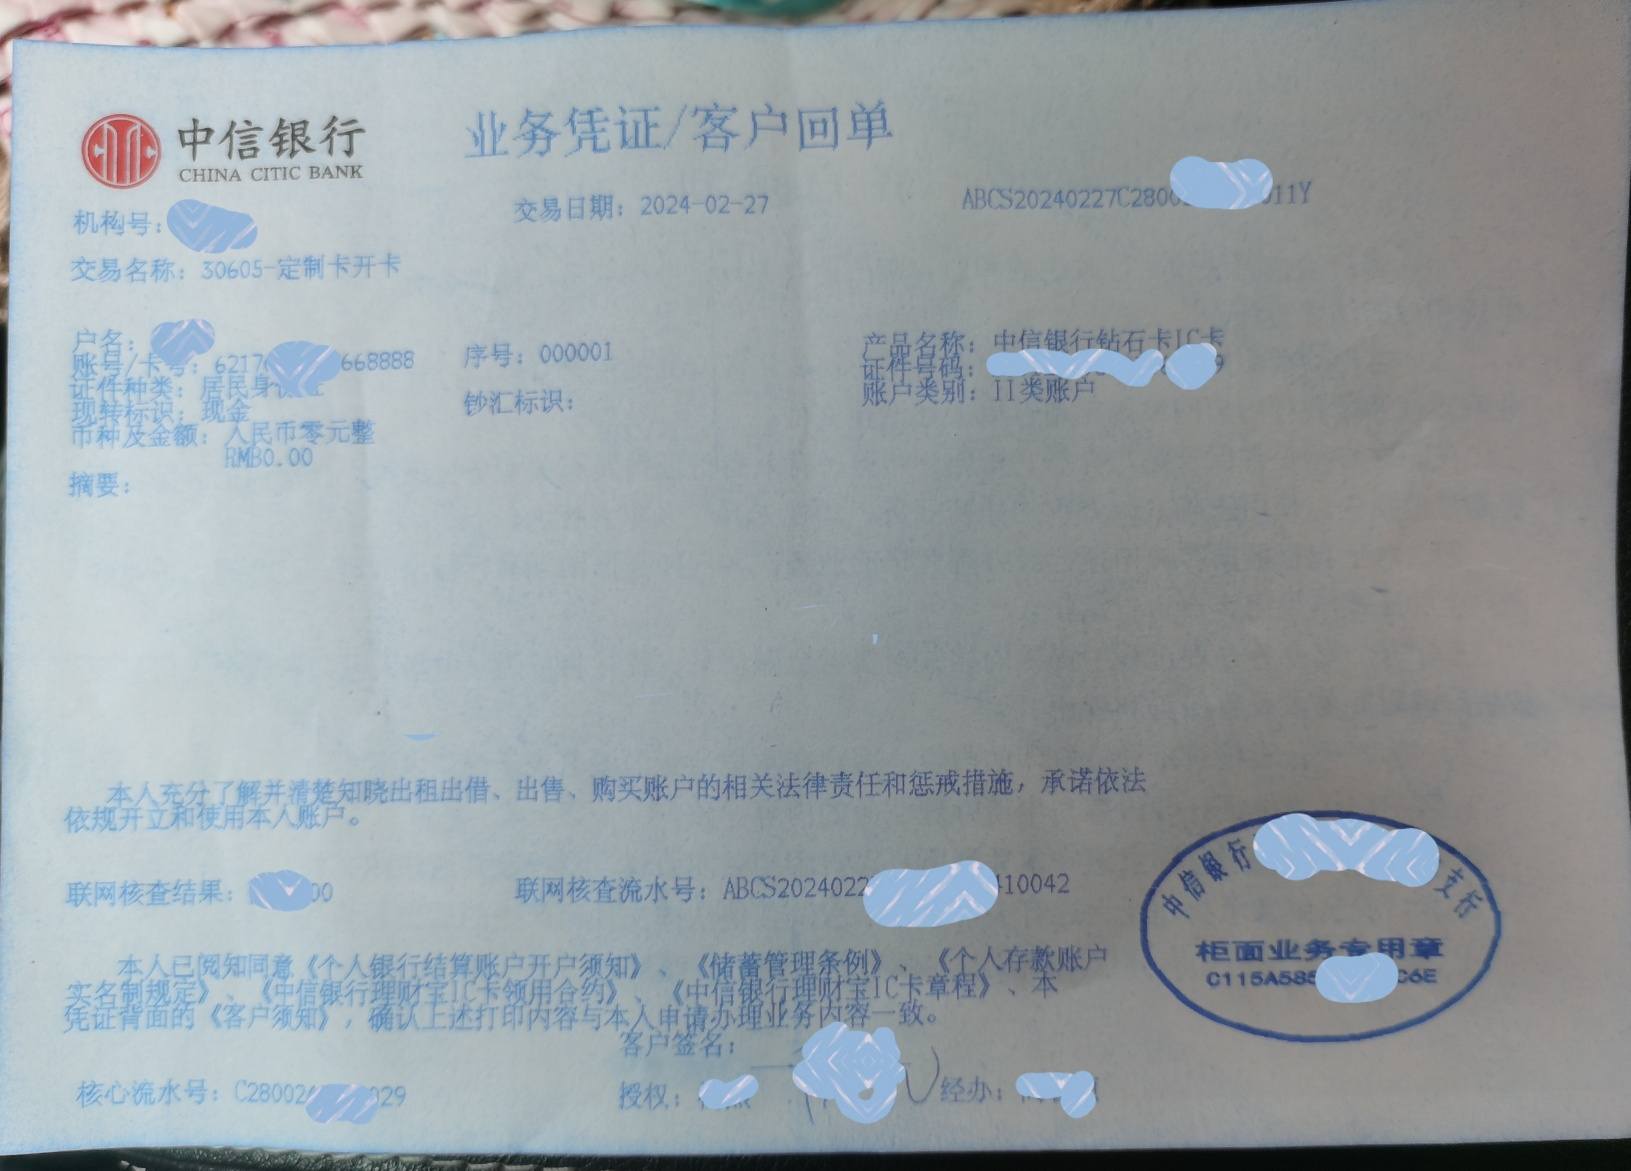 中信银行
CHINA CITIC BANK
业务凭证/客户回单
交易日期：2024-02-27
ABCS20240227C280 011Y
机构号：
交易名称：30605-定制卡开卡
户名：
账号/卡号：6217 668888
序号：000001
产品名称：中信银行钻石卡IC卡
证件号码： 9
证件种类：居民身
账户类别：II类账户
现转标识：现金
钞汇标识：
币种及金额：人民币零元整
RMB0.00
摘要：
本人充分了解并清楚知晓出租出借、出售、购买账户的相关法律责任和惩戒措施，承诺依法
依规开立和使用本人账户。
联网核查结果： 00
联网核查流水号：ABCS2024022 410042
本人已阅知同意《个人银行结算账户开户须知》、《储蓄管理条例》、《个人存款账户
实名制规定》、《中信银行理财宝IC卡领用合约》、《中信银行理财宝IC卡章程》、本
凭证背面的《客户须知》，确认上述打印内容与本人申请办理业务内容一致。
客户签名：
核心流水号：C28002 029
授权：
经办：
中信银行 支行
柜面业务专用章
C115A585 C6E